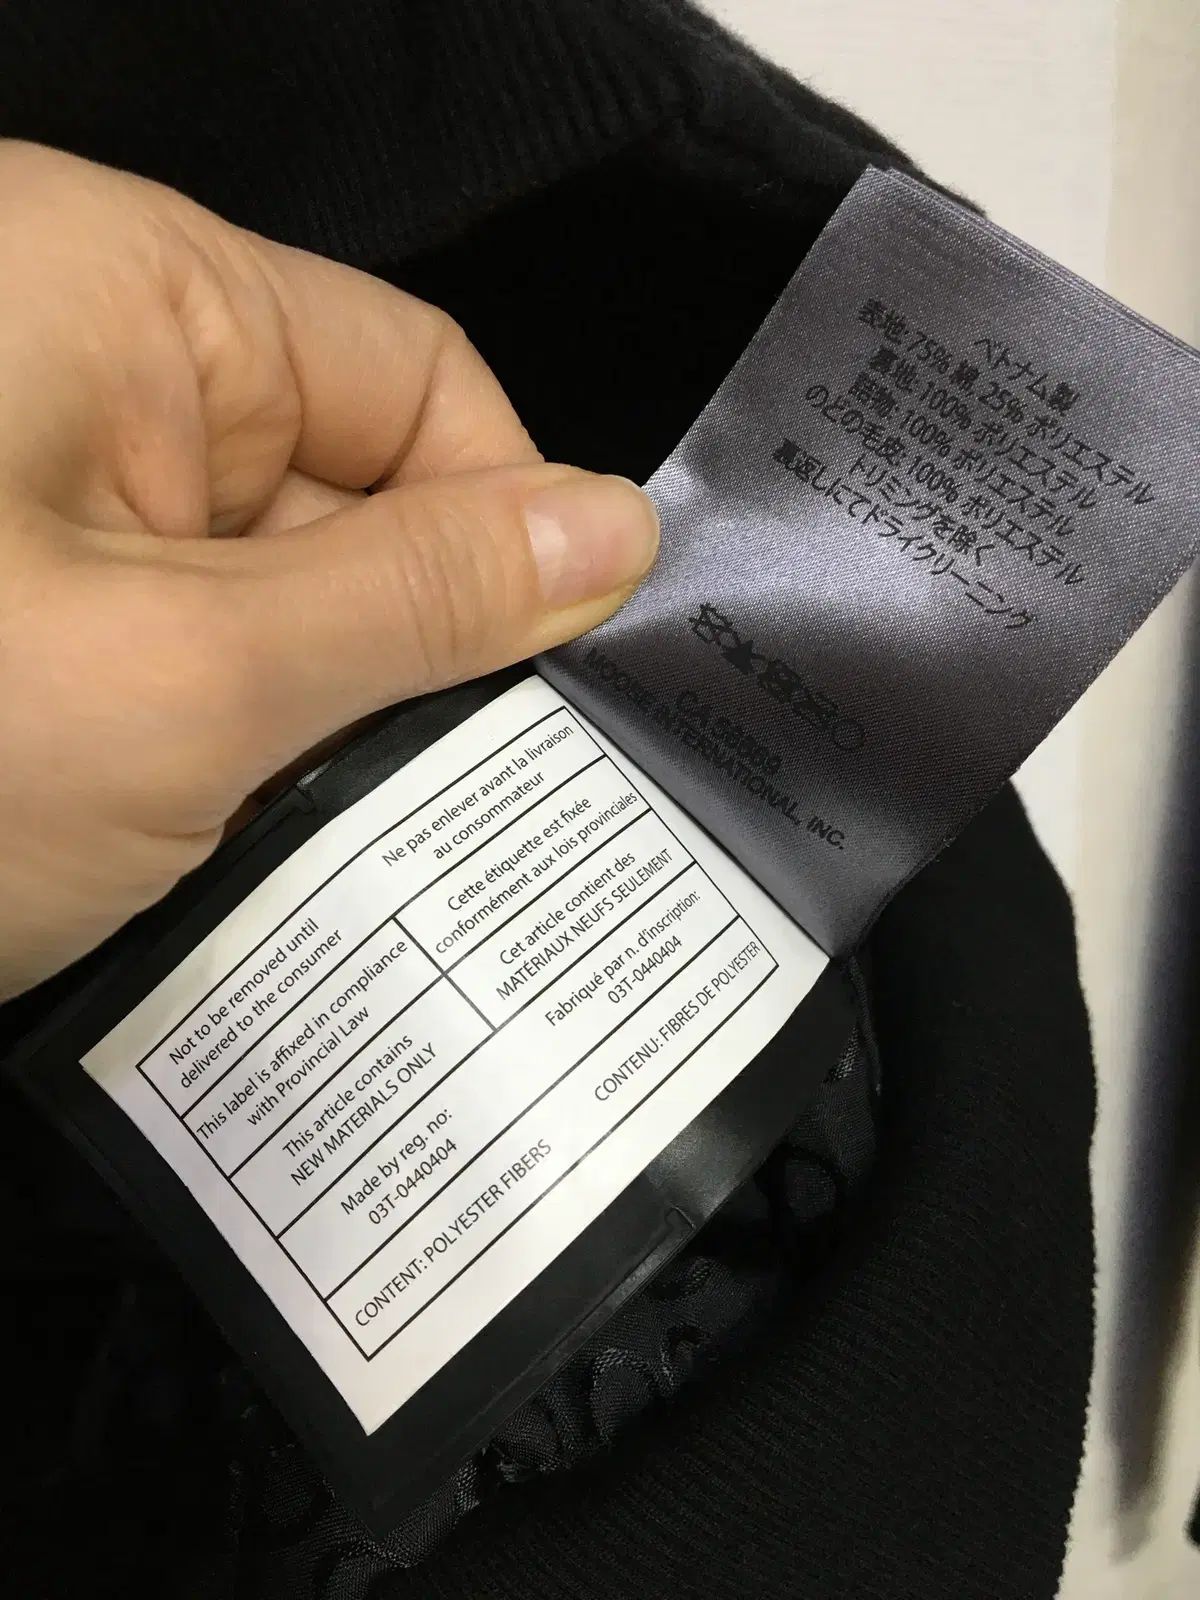 ベトナム製
表地: 75% 綿, 25% ポリエステル
裏地: 100% ポリエステル
詰物: 100% ポリエステル
のどの毛皮: 100% ポリエステル
トリミングを除く
裏返しにてドライクリーニング
MOOSE INTERNATIONAL, INC.
Not to be removed until
delivered to the consumer
Ne pas enlever avant la livraison
au consommateur
This label is affixed in compliance
with Provincial Law
Cette étiquette est fixée
conformément aux lois provinciales
This article contains
NEW MATERIALS ONLY
Cet article contient des
MATÉRIAUX NEUFS SEULEMENT
Made by reg. no:
03T-0440404
Fabriqué par n. d'inscription:
03T-0440404
CONTENT: POLYESTER FIBERS
CONTENU: FIBRES DE POLYESTER